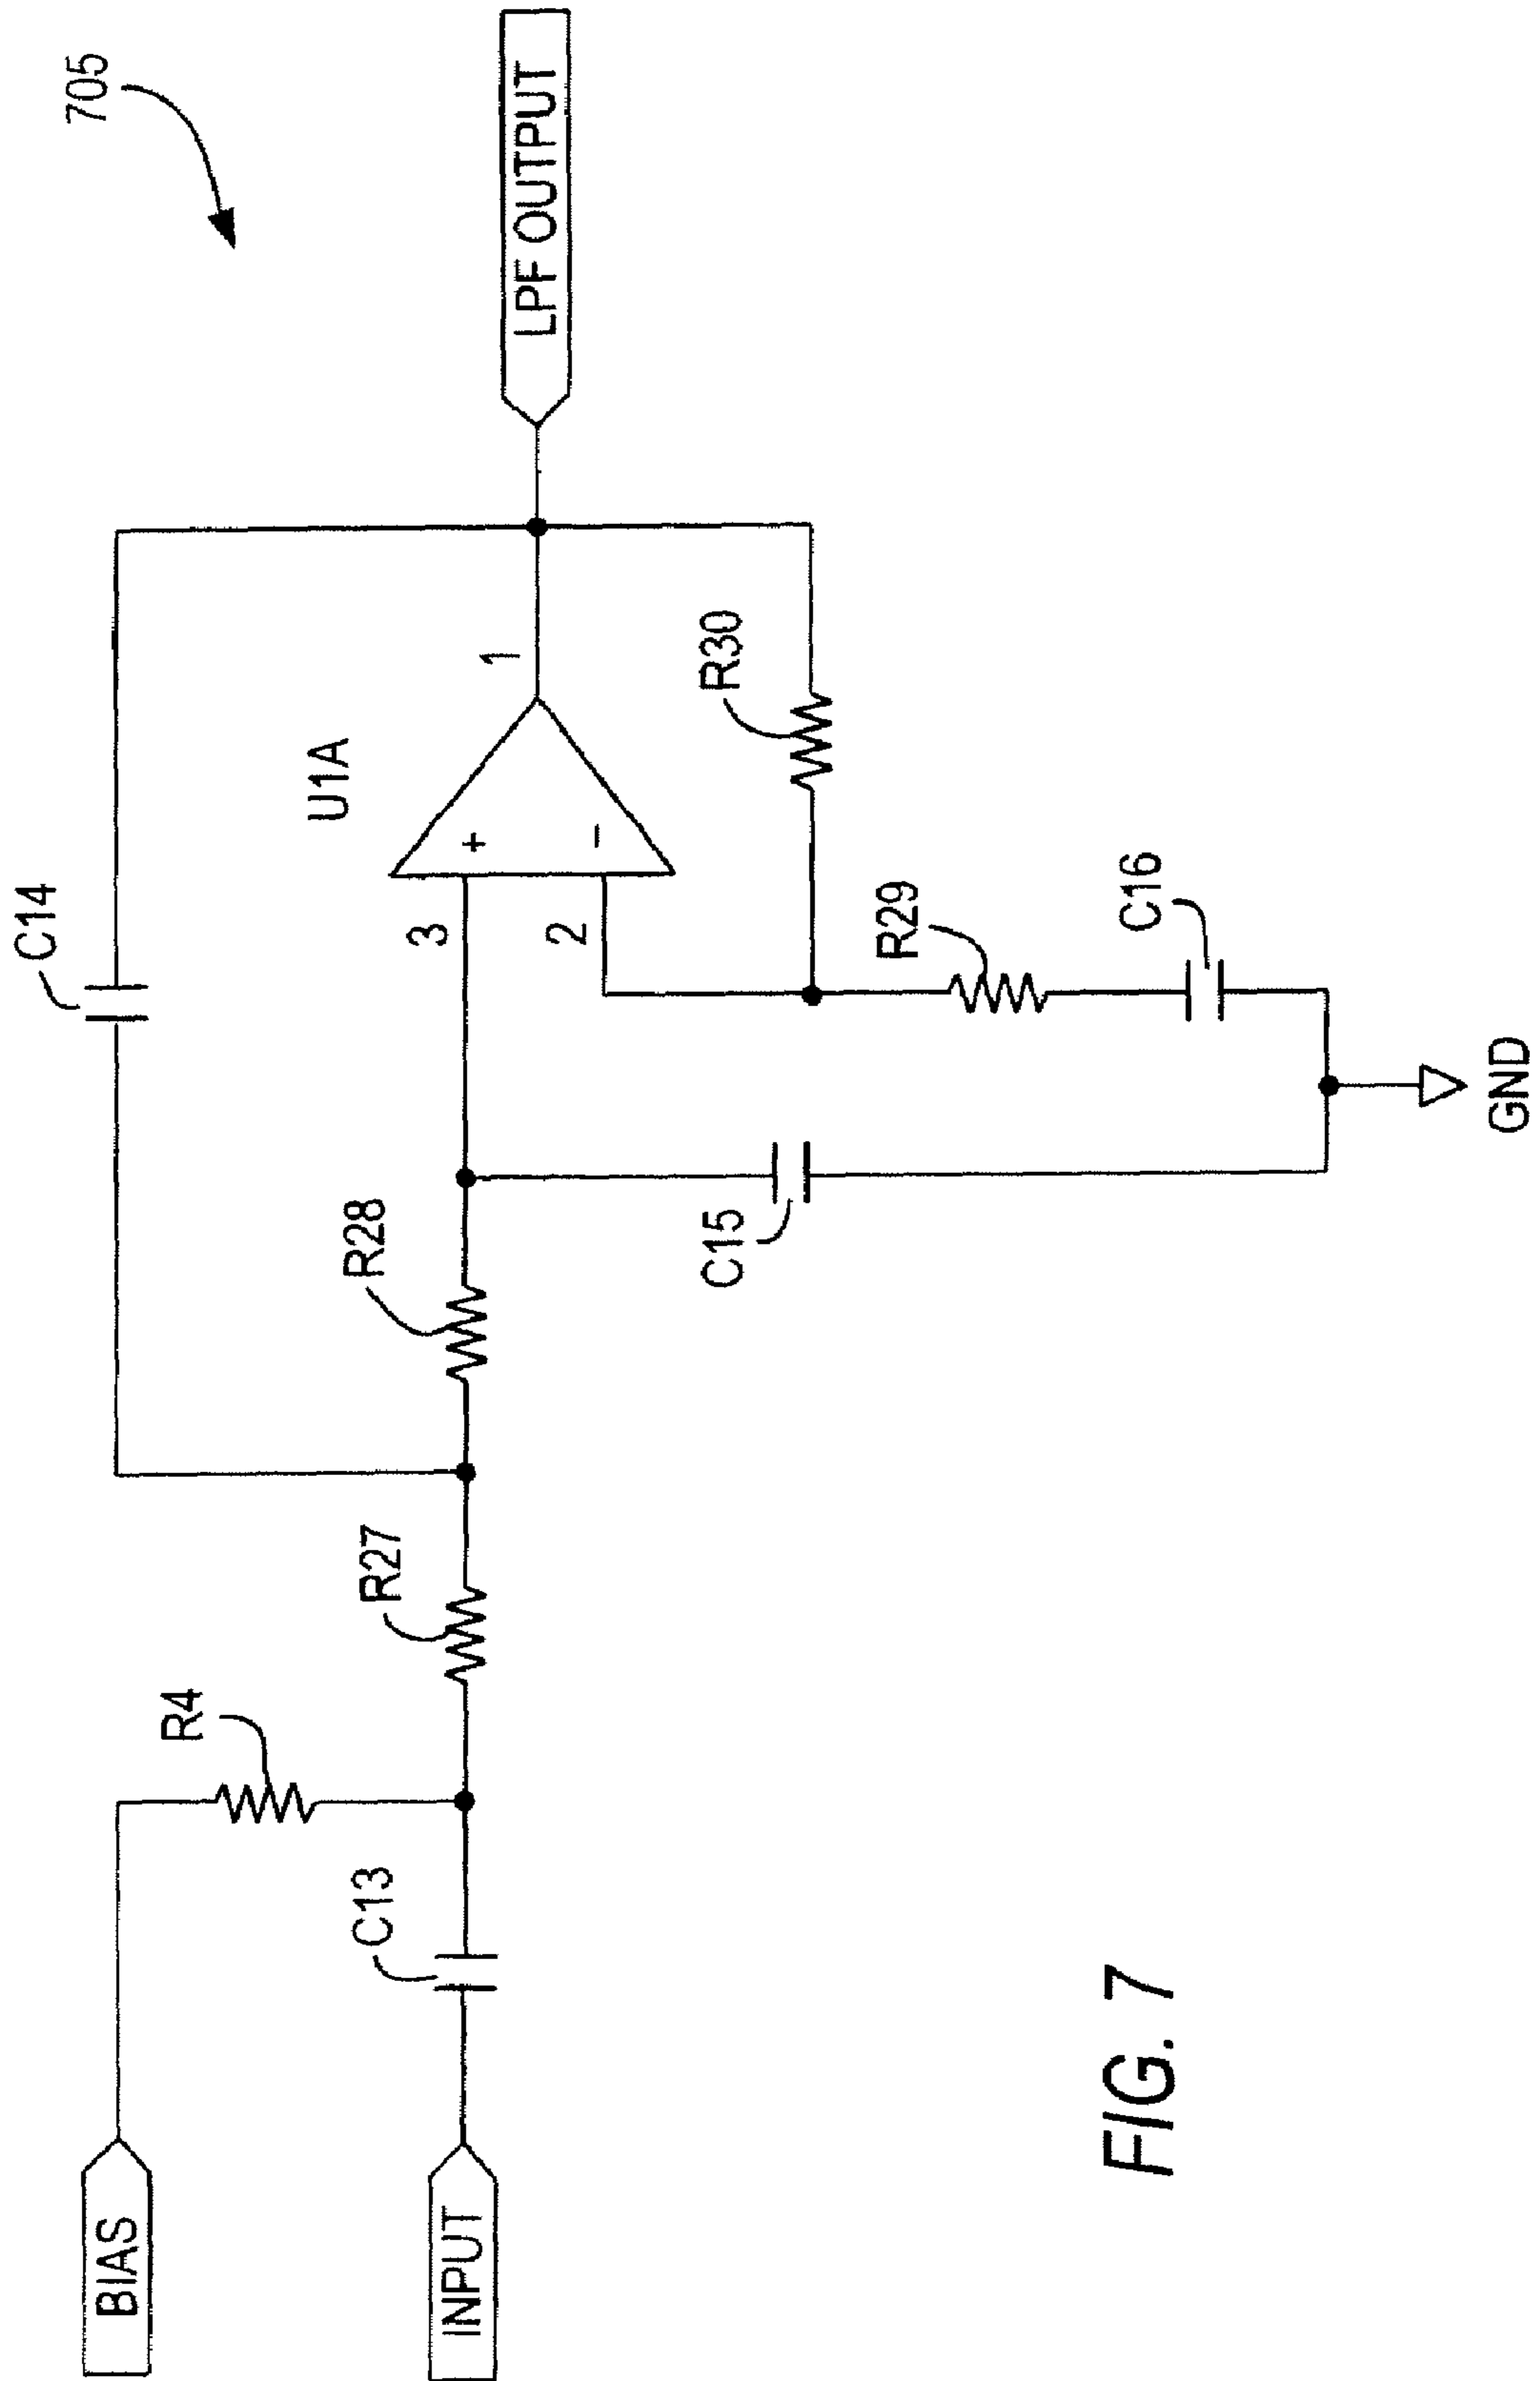 705
C14
U1A
LPF OUTPUT
1
BIAS
R4
R27
R28
3
+
2
−
R30
INPUT
C13
C15
R29
C16
GND
FIG. 7